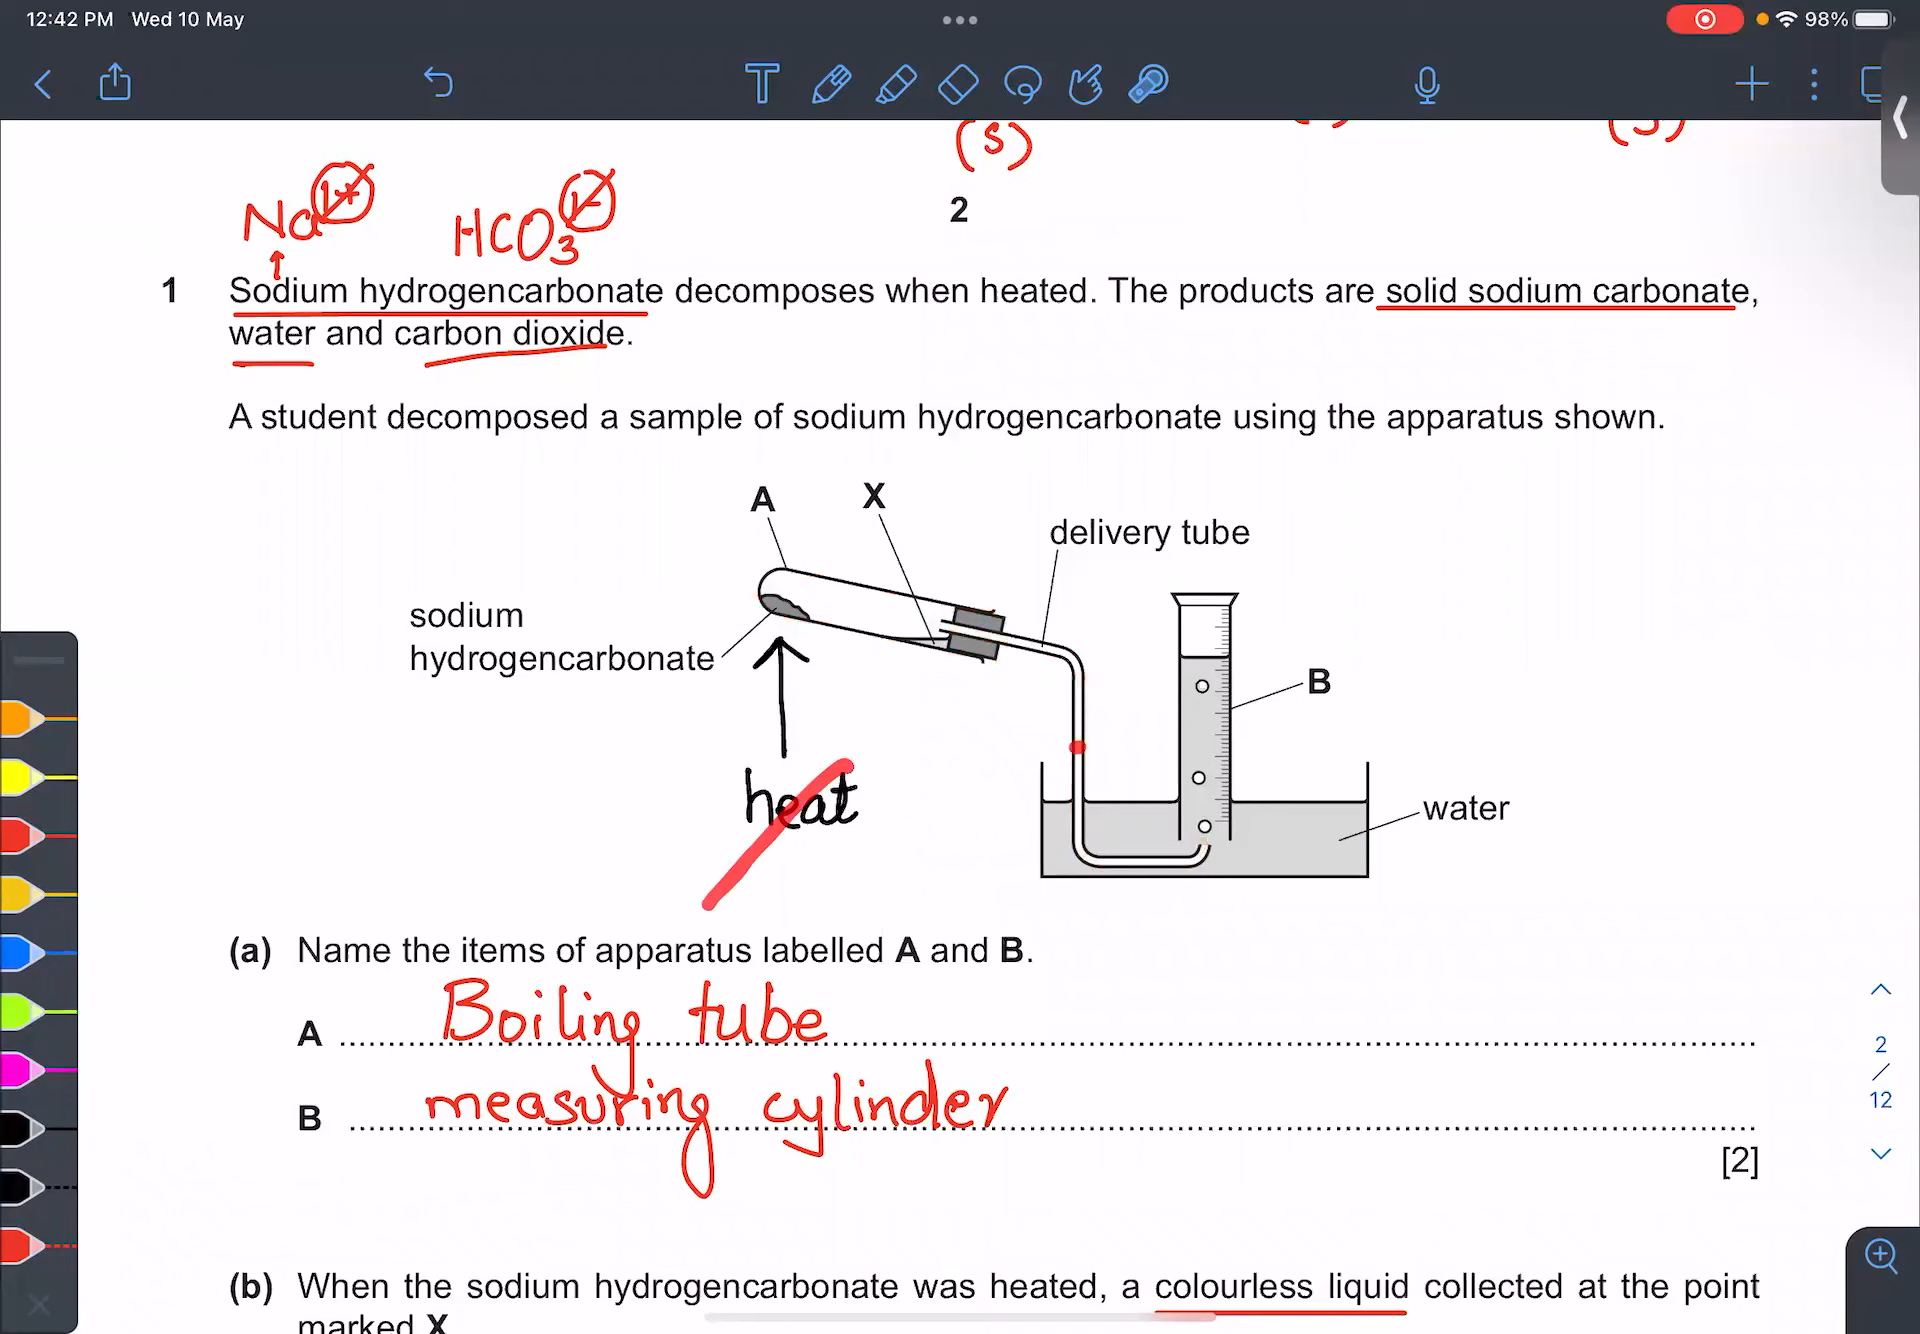 12:42 PM Wed 10 May
98%
(s)
Na 1+ HCO3 1-
2
1 Sodium hydrogencarbonate decomposes when heated. The products are solid sodium carbonate,
water and carbon dioxide.
A student decomposed a sample of sodium hydrogencarbonate using the apparatus shown.
A X
delivery tube
sodium
hydrogencarbonate
B
heat
water
(a) Name the items of apparatus labelled A and B.
A Boiling tube
B measuring cylinder
[2]
2
/
12
(b) When the sodium hydrogencarbonate was heated, a colourless liquid collected at the point
marked X